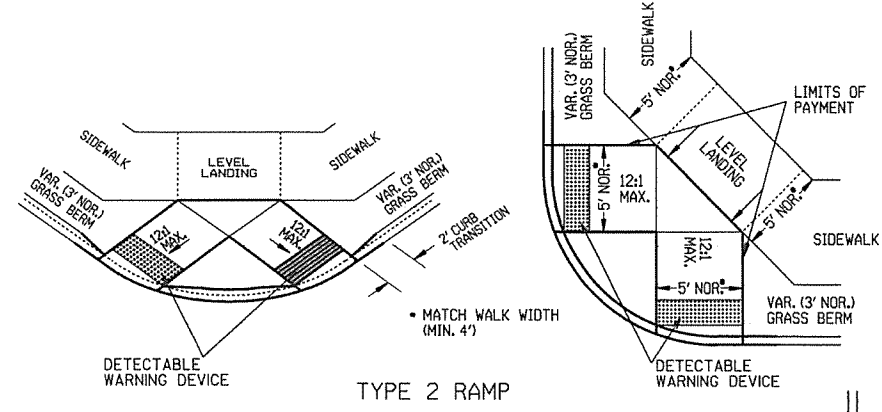 SIDEWALK
LEVEL
LANDING
SIDEWALK
VAR. (3' NOR.)
GRASS BERM
VAR. (3' NOR.)
GRASS BERM
12:1
MAX.
12:1
MAX.
2' CURB
TRANSITION
• MATCH WALK WIDTH
(MIN. 4')
DETECTABLE
WARNING DEVICE
TYPE 2 RAMP
VAR. (3' NOR.)
GRASS BERM
SIDEWALK
5' NOR.•
LIMITS OF
PAYMENT
LEVEL
LANDING
5' NOR.•
12:1
MAX.
5' NOR.•
SIDEWALK
12:1
MAX.
5' NOR.•
VAR. (3' NOR.)
GRASS BERM
DETECTABLE
WARNING DEVICE